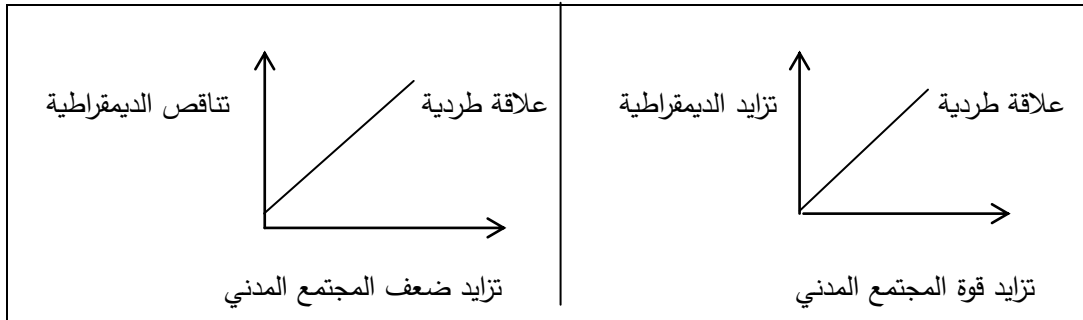 علاقة طردية
تزايد الديمقراطية
تزايد قوة المجتمع المدني
علاقة طردية
تناقص الديمقراطية
تزايد ضعف المجتمع المدني